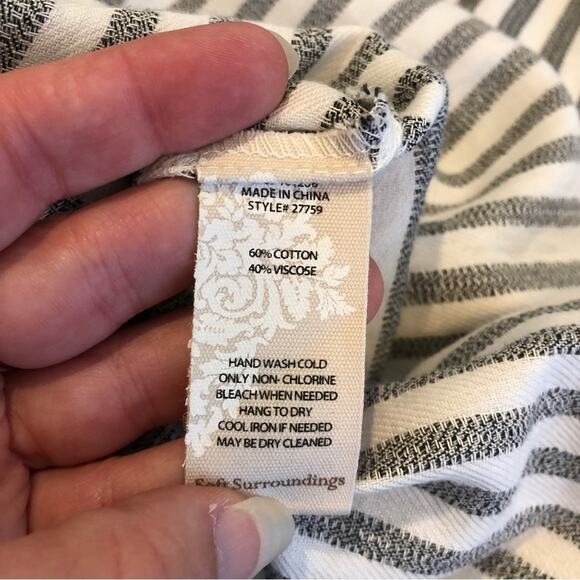 MADE IN CHINA
STYLE# 27759
60% COTTON
40% VISCOSE
HAND WASH COLD
ONLY NON- CHLORINE
BLEACH WHEN NEEDED
HANG TO DRY
COOL IRON IF NEEDED
MAY BE DRY CLEANED
Soft Surroundings